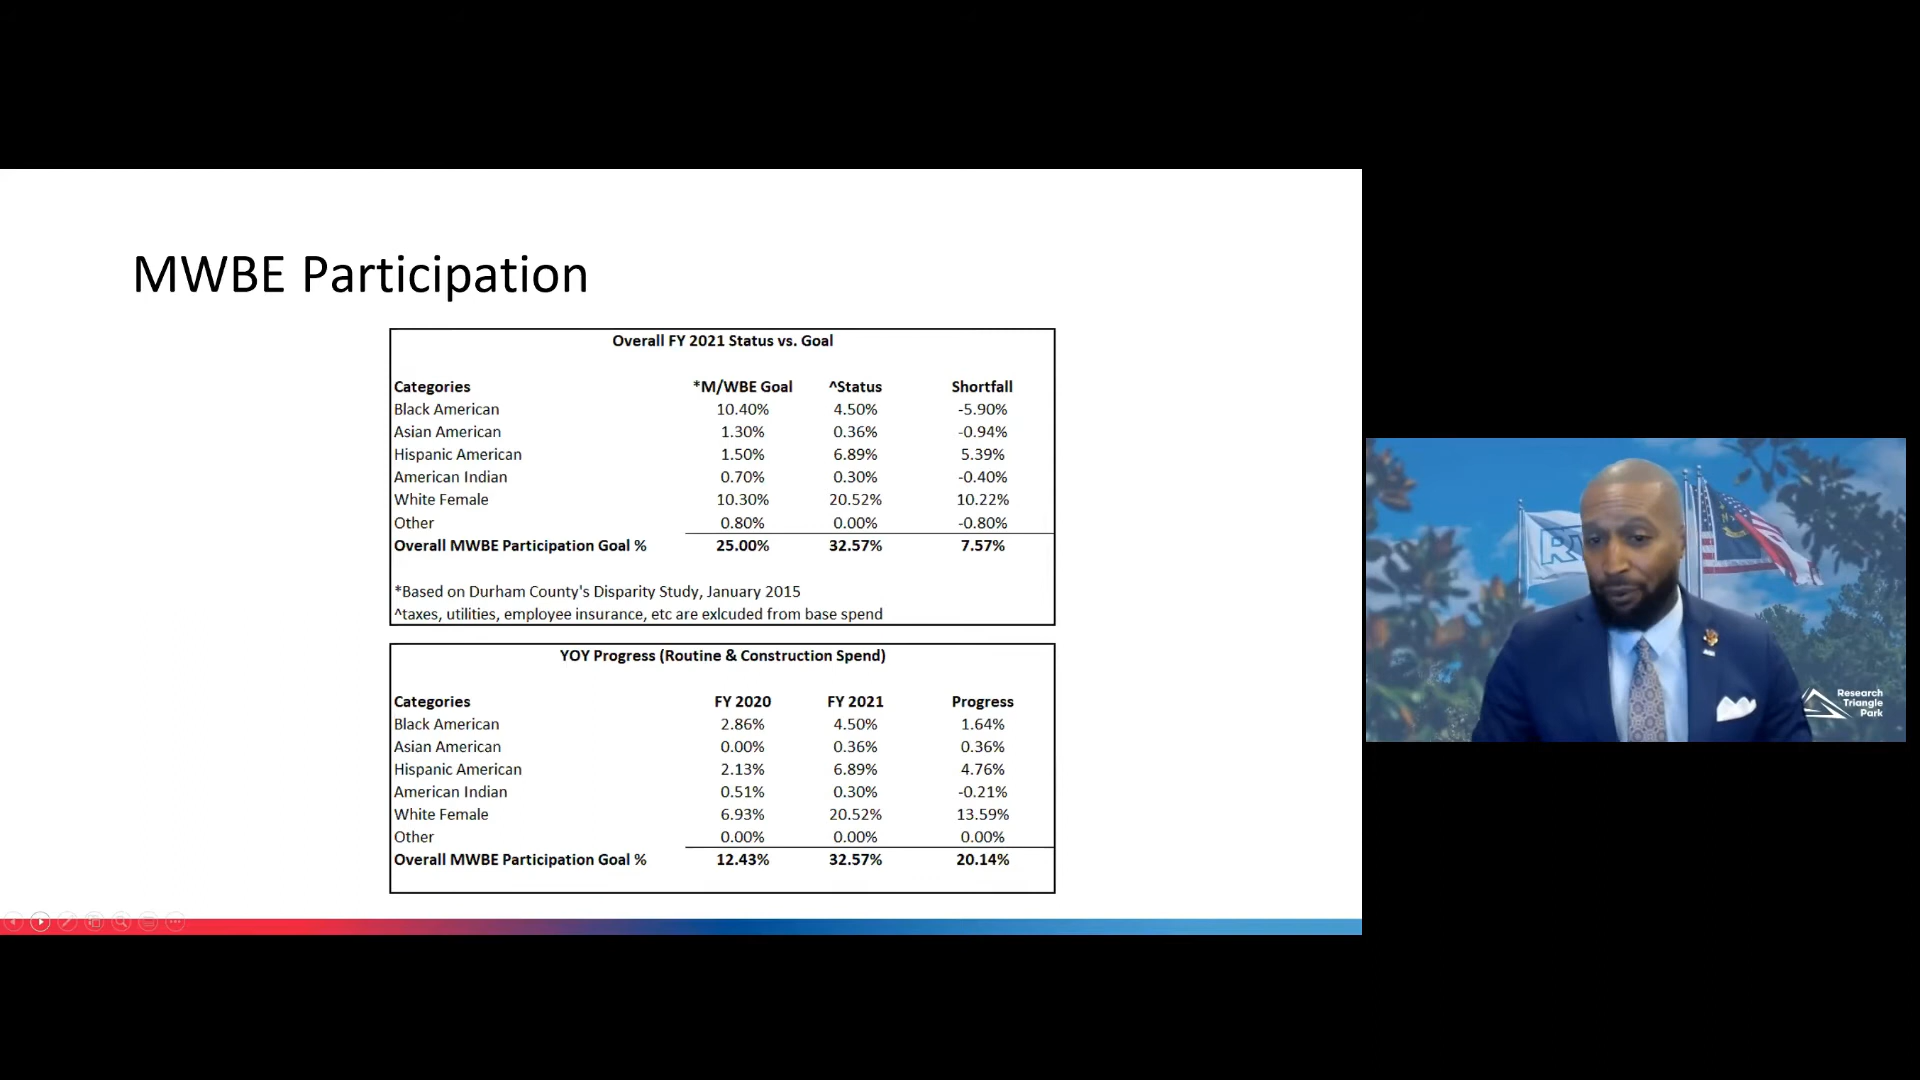 MWBE Participation
Overall FY 2021 Status vs. Goal
Categories *M/WBE Goal ^Status Shortfall
Black American 10.40% 4.50% -5.90%
Asian American 1.30% 0.36% -0.94%
Hispanic American 1.50% 6.89% 5.39%
American Indian 0.70% 0.30% -0.40%
White Female 10.30% 20.52% 10.22%
Other 0.80% 0.00% -0.80%
Overall MWBE Participation Goal % 25.00% 32.57% 7.57%
*Based on Durham County's Disparity Study, January 2015
^taxes, utilities, employee insurance, etc are exlcuded from base spend
YOY Progress (Routine & Construction Spend)
Categories FY 2020 FY 2021 Progress
Black American 2.86% 4.50% 1.64%
Asian American 0.00% 0.36% 0.36%
Hispanic American 2.13% 6.89% 4.76%
American Indian 0.51% 0.30% -0.21%
White Female 6.93% 20.52% 13.59%
Other 0.00% 0.00% 0.00%
Overall MWBE Participation Goal % 12.43% 32.57% 20.14%
Research
Triangle
Park